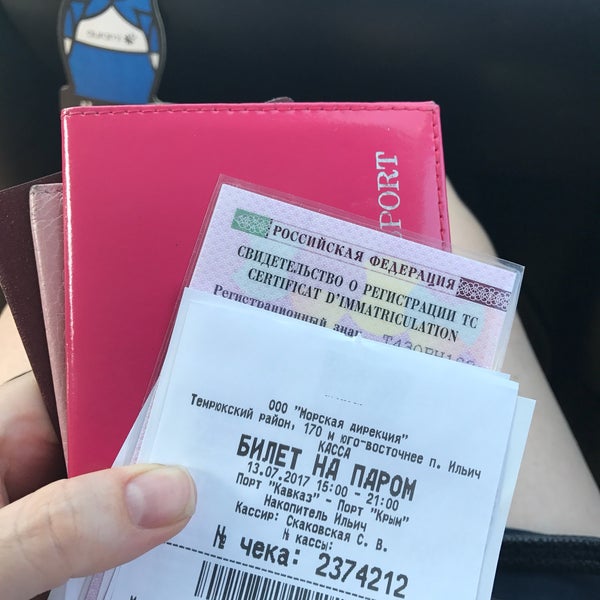 PORT
РОССИЙСКАЯ ФЕДЕРАЦИЯ
СВИДЕТЕЛЬСТВО О РЕГИСТРАЦИИ ТС
CERTIFICAT D'IMMATRICULATION
Регистрационный знак
ООО "Морская дирекция"
Темрюкский район, 170 м юго-восточнее п. Ильич
КАССА
БИЛЕТ НА ПАРОМ
13.07.2017 15:00 - 21:00
Порт "Кавказ" - Порт "Крым"
Накопитель Ильич
Кассир: Скаковская С. В.
№ кассы:
№ чека: 2374212